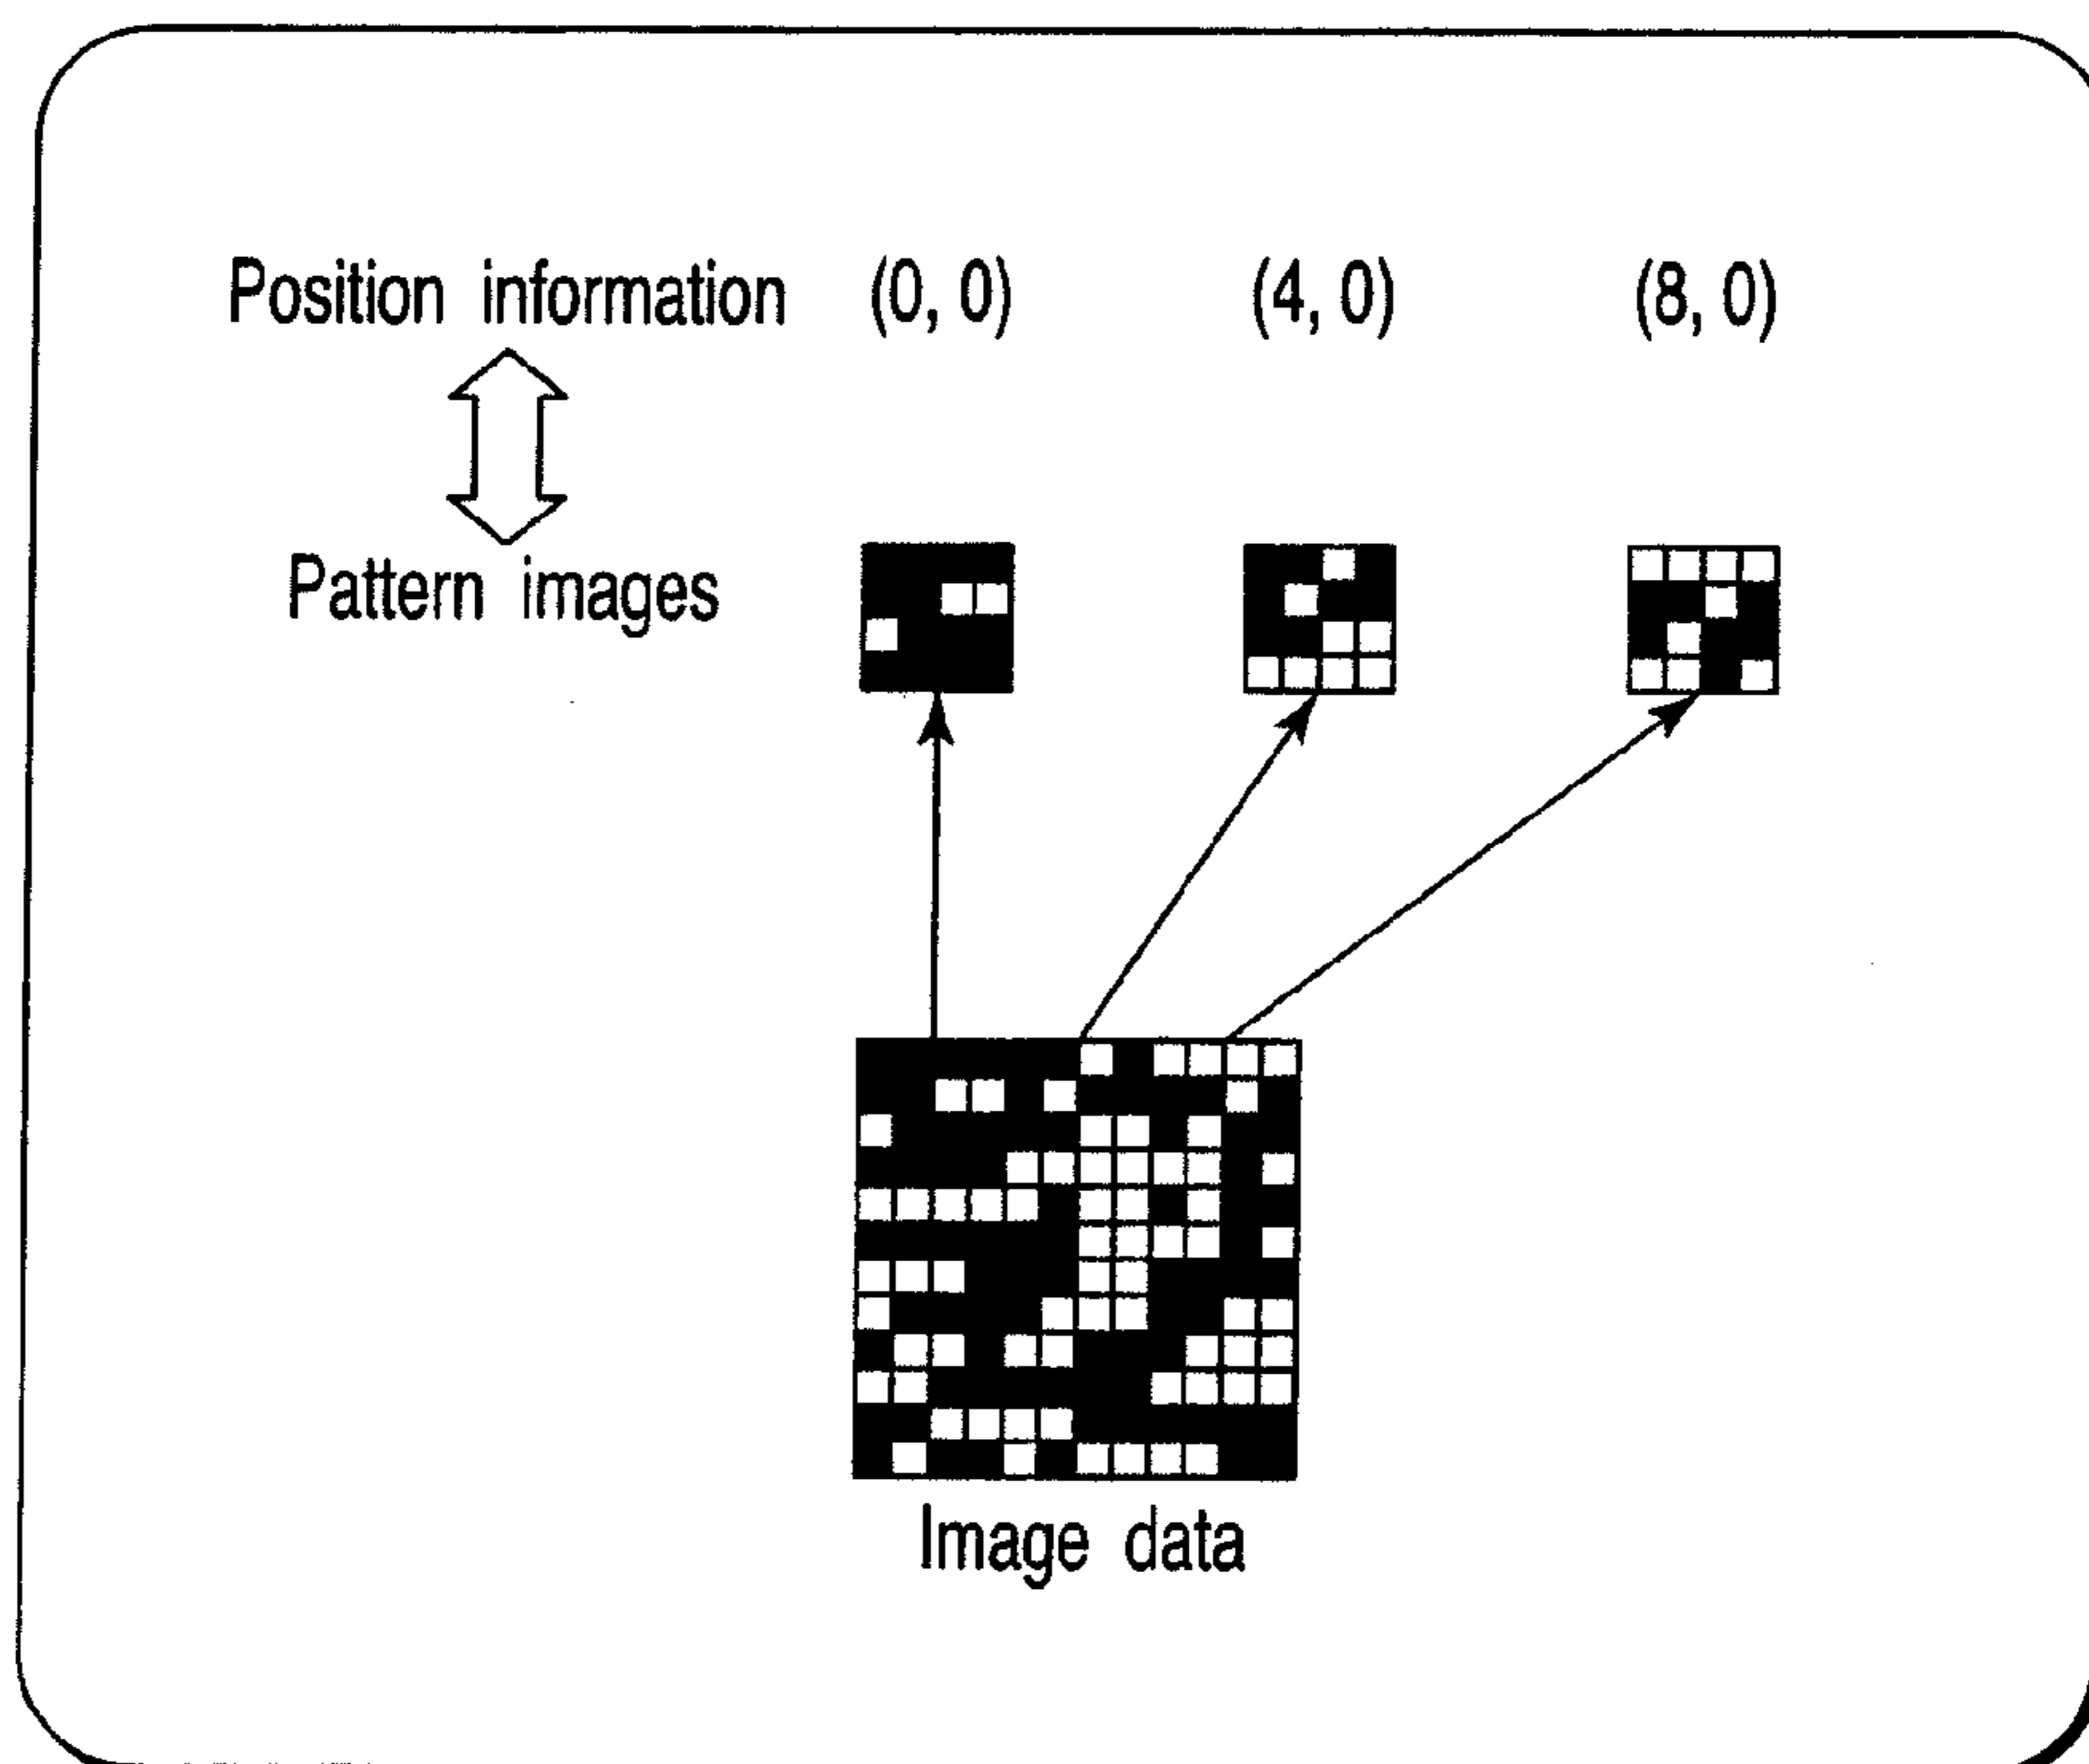 Position information (0, 0) (4, 0) (8, 0)
Pattern images
Image data